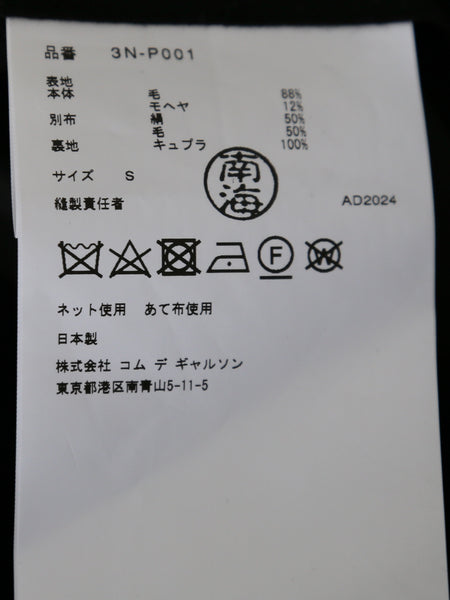 品番 3N-P001
表地
本体 毛 88%
モヘヤ 12%
別布 絹 50%
毛 50%
裏地 キュプラ 100%
サイズ S
南海
縫製責任者
AD2024
F
W
ネット使用 あて布使用
日本製
株式会社 コム デ ギャルソン
東京都港区南青山5-11-5